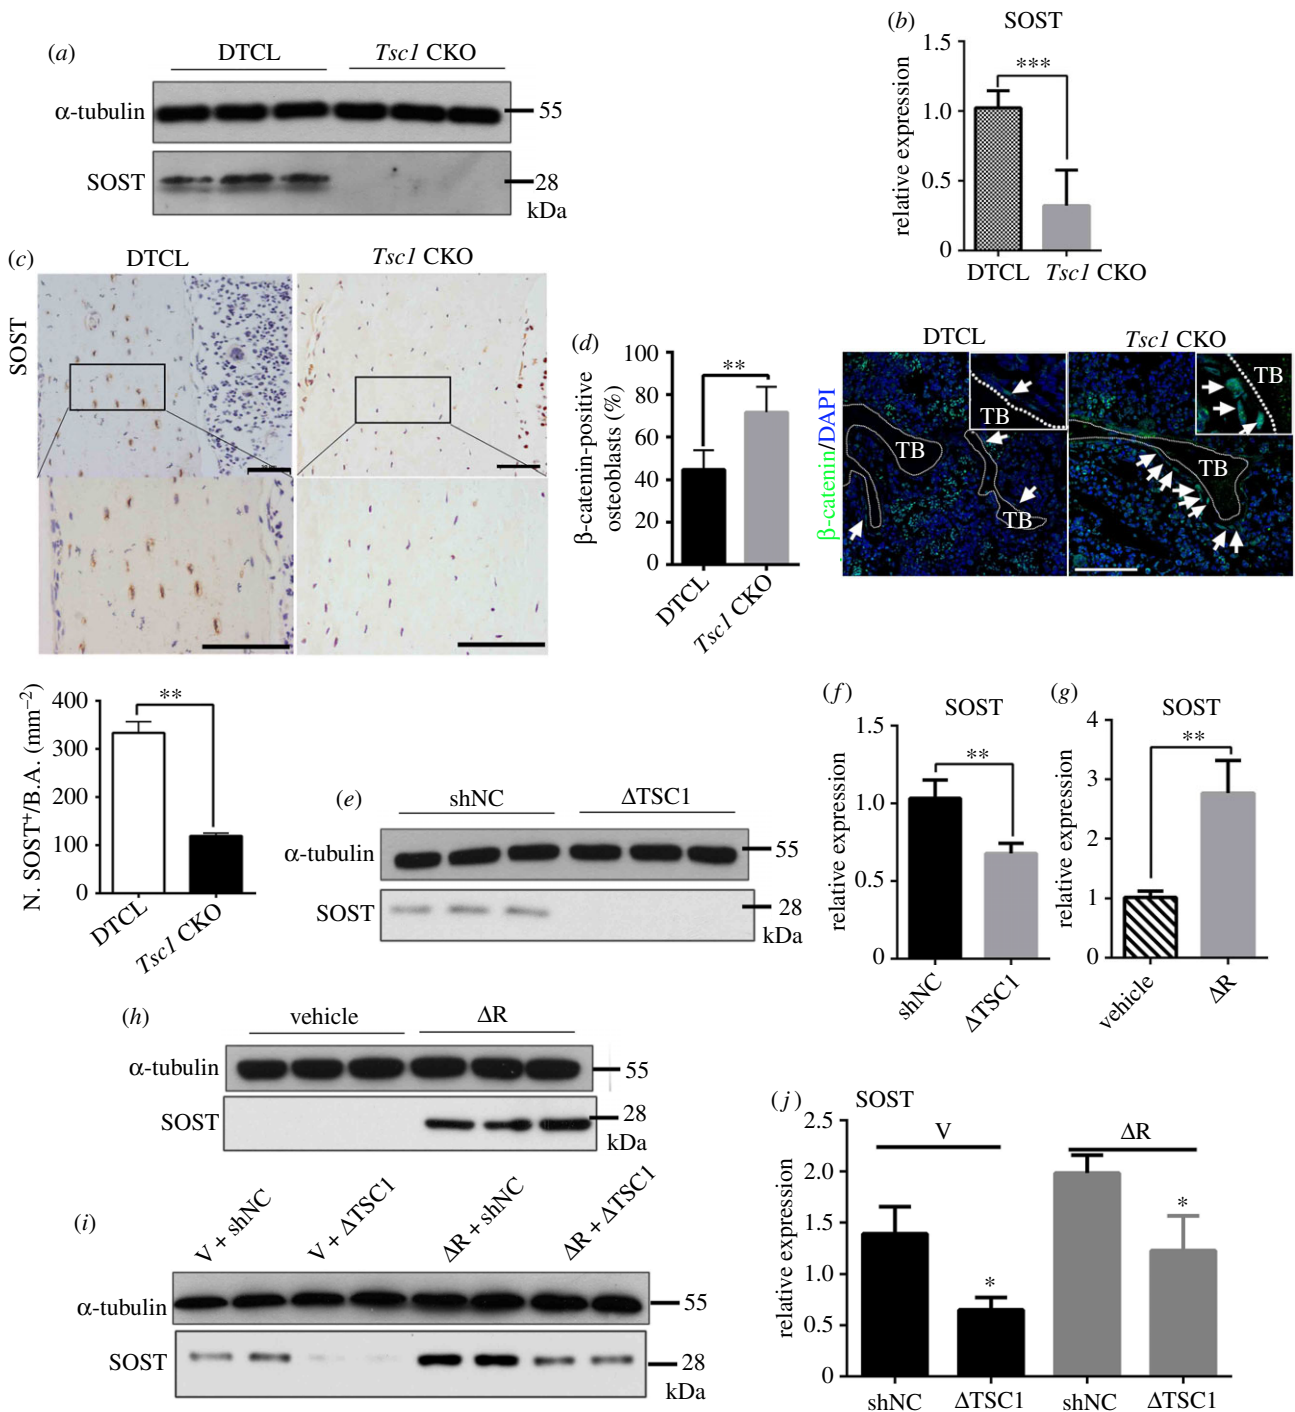 (a)
DTCL
Tsc1 CKO
α-tubulin
55
SOST
28
kDa
(b)
SOST
1.5
1.0
0.5
0
relative expression
***
DTCL
Tsc1 CKO
(c)
DTCL
Tsc1 CKO
SOST
N. SOST⁺/B.A. (mm⁻²)
400
300
200
100
0
**
DTCL
Tsc1 CKO
(d)
β-catenin-positive
osteoblasts (%)
100
80
60
40
20
0
**
DTCL
Tsc1 CKO
DTCL
Tsc1 CKO
β-catenin/DAPI
TB
TB
TB
TB
TB
(e)
shNC
ΔTSC1
α-tubulin
55
SOST
28
kDa
(f)
SOST
1.5
1.0
0.5
0
relative expression
**
shNC
ΔTSC1
(g)
SOST
4
3
2
1
0
relative expression
**
vehicle
ΔR
(h)
vehicle
ΔR
α-tubulin
55
SOST
28
kDa
(i)
V + shNC
V + ΔTSC1
ΔR + shNC
ΔR + ΔTSC1
α-tubulin
55
SOST
28
kDa
(j)
SOST
2.5
2.0
1.5
1.0
0.5
0
relative expression
V
ΔR
*
*
shNC
ΔTSC1
shNC
ΔTSC1